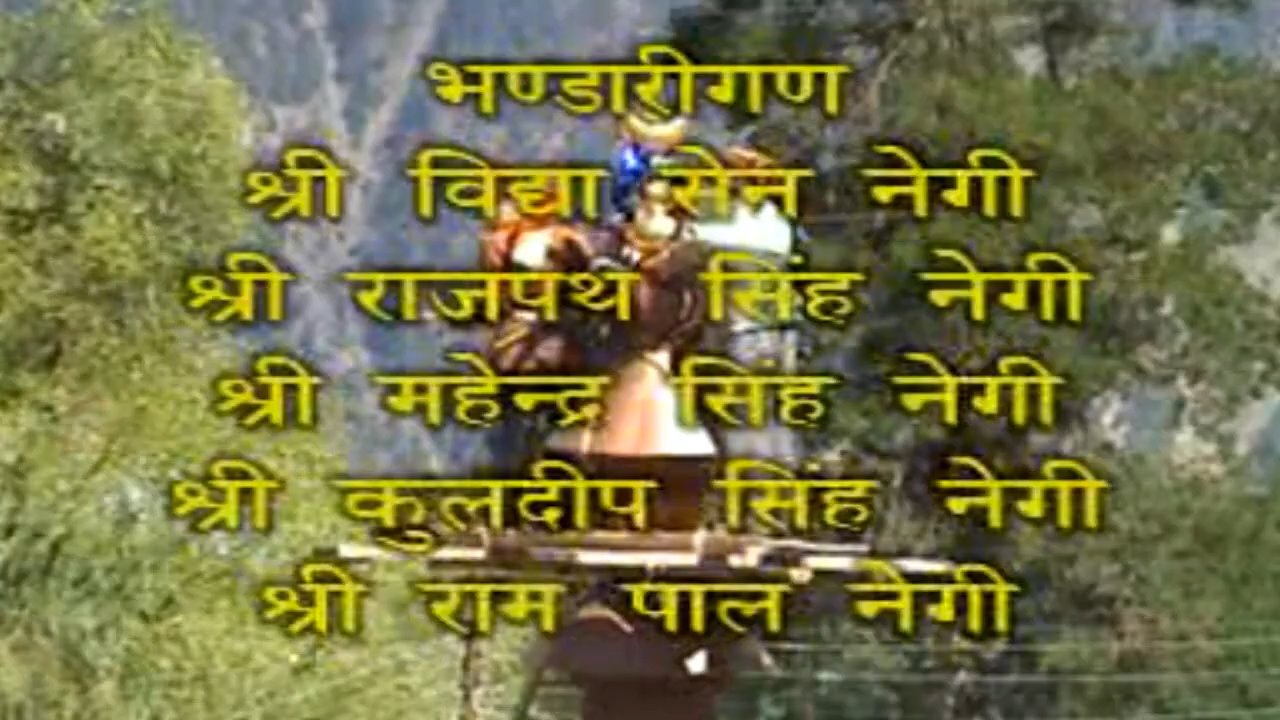 भण्डारीगण
श्री विद्या सेन नेगी
श्री राजपथ सिंह नेगी
श्री महेन्द्र सिंह नेगी
श्री कुलदीप सिंह नेगी
श्री राम पाल नेगी